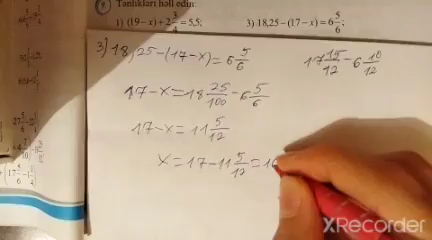 Tənlikləri həll edin:
1) (19−x)+2 3/4=5,5; 3) 18,25−(17−x)=6 5/6;
3) 18,25−(17−x)=6 5/6 17 15/12−6 10/12
17−x=18 25/100−6 5/6
17−x=11 5/12
x=17−11 5/12=1
XRecorder